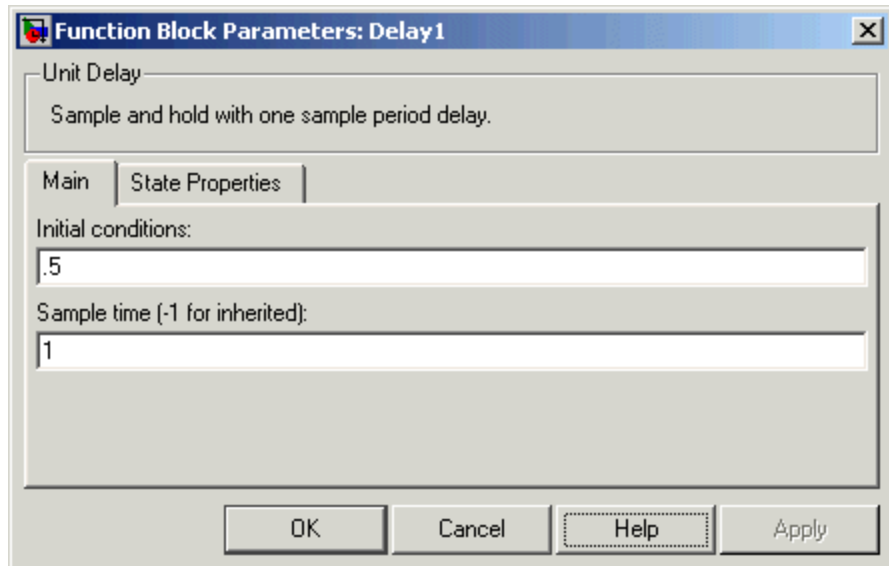 Function Block Parameters: Delay1
Unit Delay
Sample and hold with one sample period delay.
Main State Properties
Initial conditions:
.5
Sample time (-1 for inherited):
1
OK Cancel Help Apply